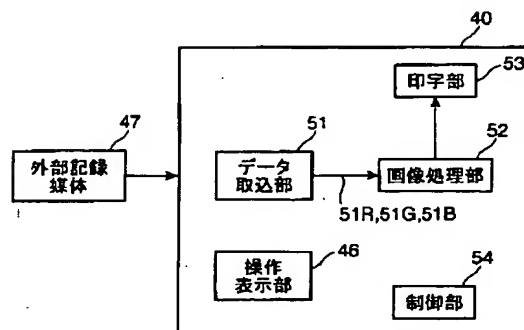 40
53
印字部
47
外部記録
媒体
51
データ
取込部
52
画像処理部
51R,51G,51B
46
操作
表示部
54
制御部